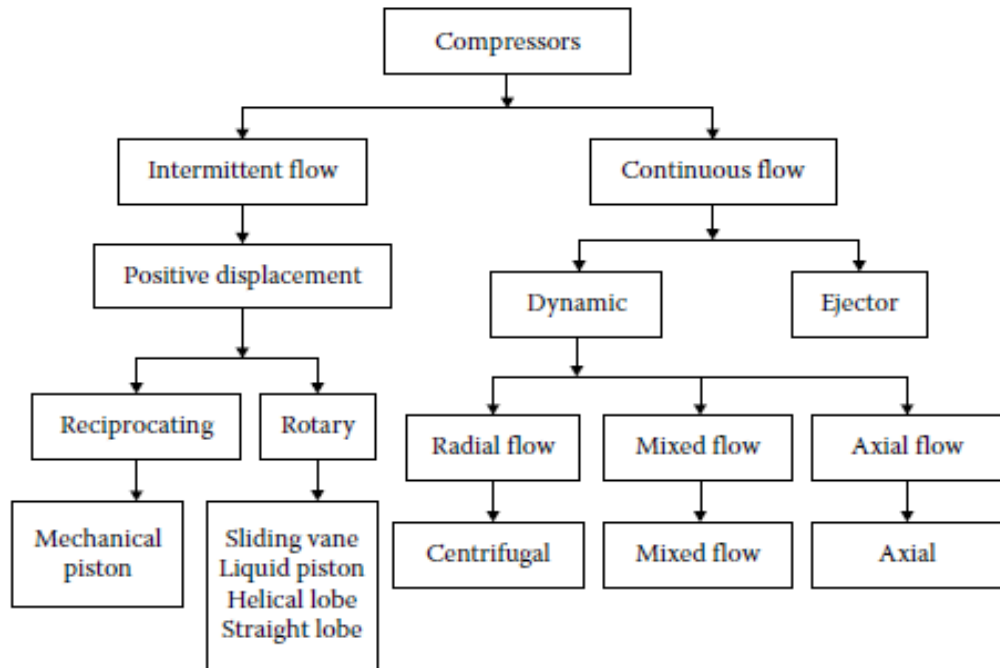 Compressors
Intermittent flow
Continuous flow
Positive displacement
Dynamic
Ejector
Reciprocating
Rotary
Radial flow
Mixed flow
Axial flow
Mechanical
piston
Sliding vane
Liquid piston
Helical lobe
Straight lobe
Centrifugal
Mixed flow
Axial